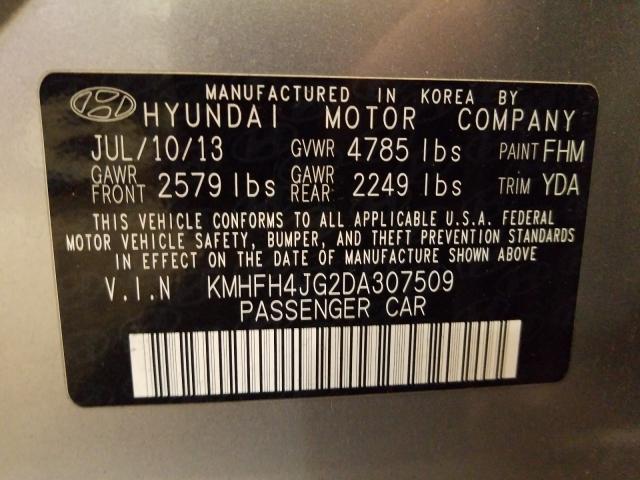 MANUFACTURED IN KOREA BY
HYUNDAI MOTOR COMPANY
JUL/10/13 GVWR 4785 lbs PAINT FHM
GAWR FRONT 2579 lbs GAWR REAR 2249 lbs TRIM YDA
THIS VEHICLE CONFORMS TO ALL APPLICABLE U.S.A. FEDERAL
MOTOR VEHICLE SAFETY, BUMPER, AND THEFT PREVENTION STANDARDS
IN EFFECT ON THE DATE OF MANUFACTURE SHOWN ABOVE
V.I.N KMHFH4JG2DA307509
PASSENGER CAR